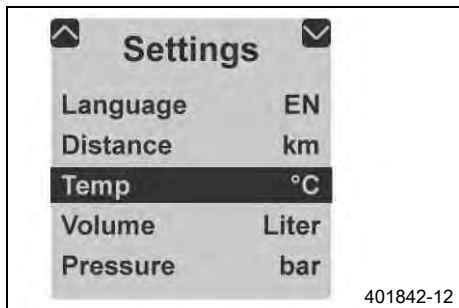 Settings
Language EN
Distance km
Temp °C
Volume Liter
Pressure bar
401842-12